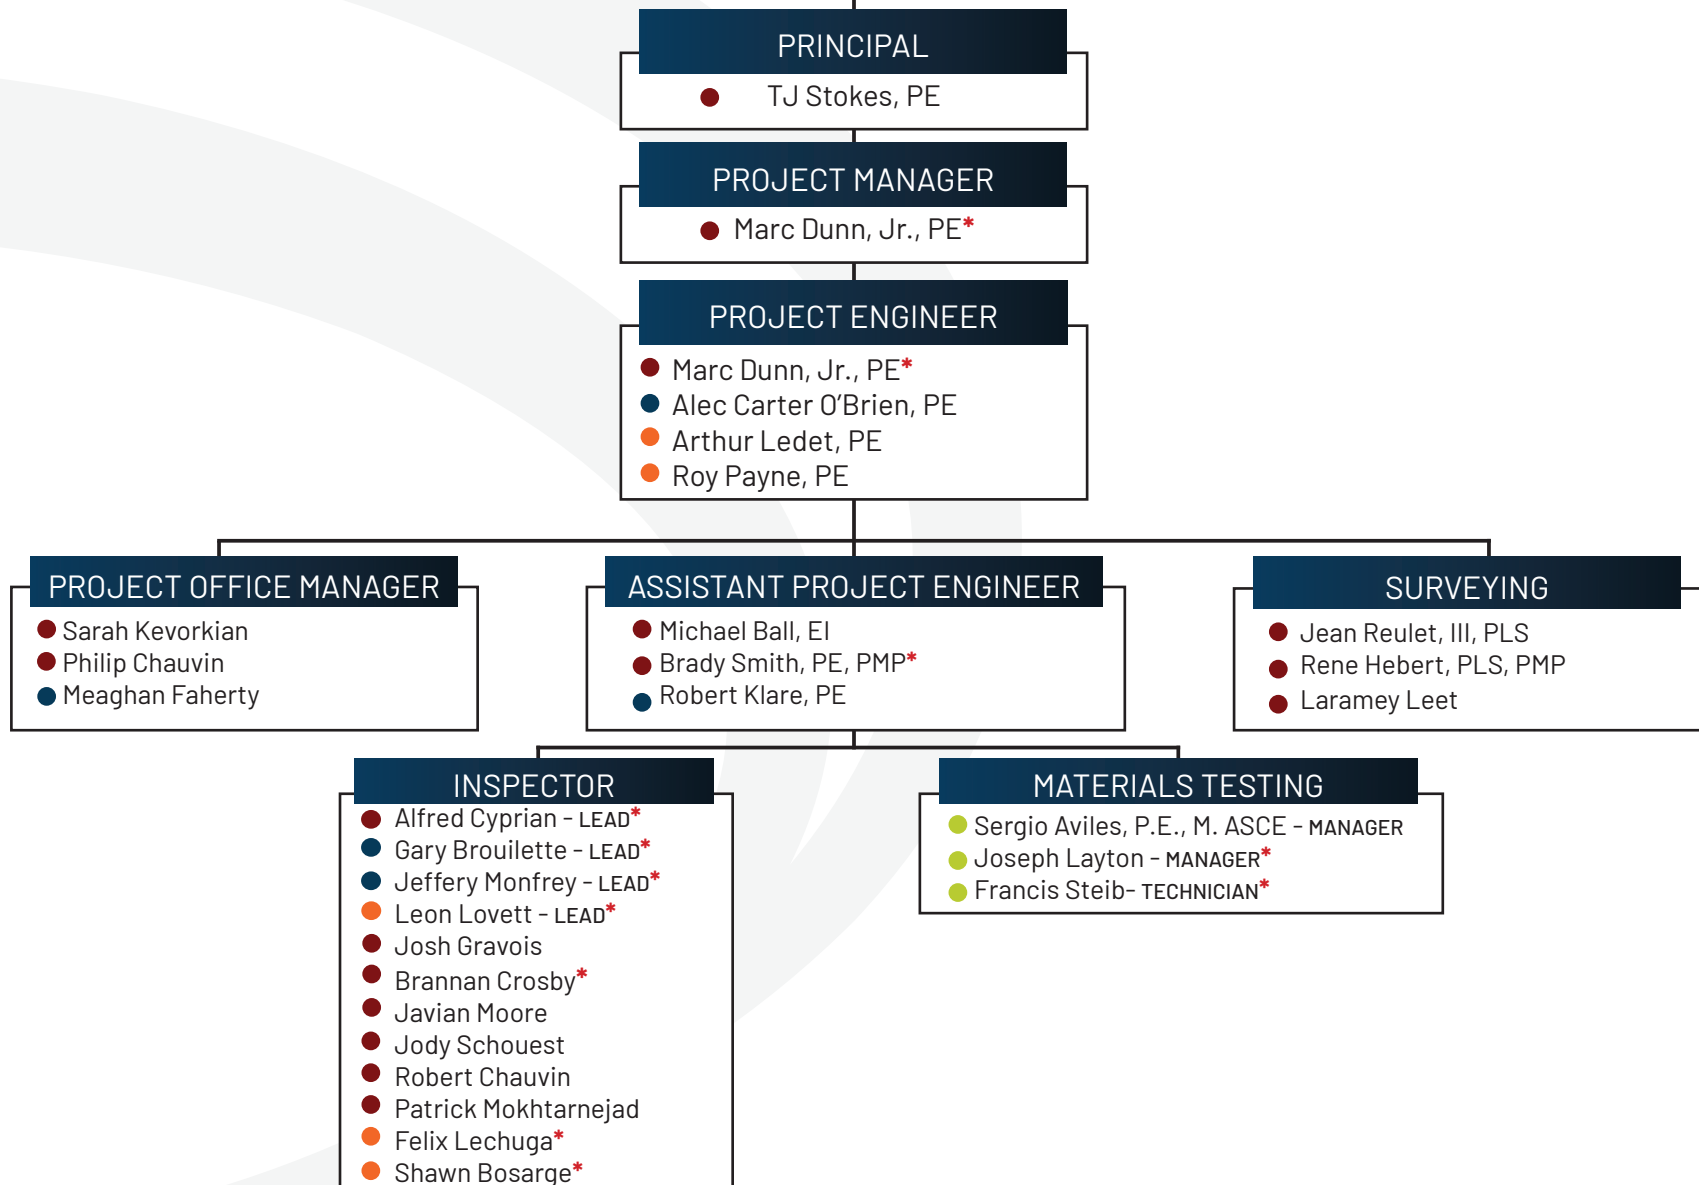 PRINCIPAL
TJ Stokes, PE
PROJECT MANAGER
Marc Dunn, Jr., PE*
PROJECT ENGINEER
Marc Dunn, Jr., PE*
Alec Carter O'Brien, PE
Arthur Ledet, PE
Roy Payne, PE
PROJECT OFFICE MANAGER
Sarah Kevorkian
Philip Chauvin
Meaghan Faherty
ASSISTANT PROJECT ENGINEER
Michael Ball, EI
Brady Smith, PE, PMP*
Robert Klare, PE
SURVEYING
Jean Reulet, III, PLS
Rene Hebert, PLS, PMP
Laramey Leet
INSPECTOR
Alfred Cyprian - LEAD*
Gary Brouilette - LEAD*
Jeffery Monfrey - LEAD*
Leon Lovett - LEAD*
Josh Gravois
Brannan Crosby*
Javian Moore
Jody Schouest
Robert Chauvin
Patrick Mokhtarnejad
Felix Lechuga*
Shawn Bosarge*
MATERIALS TESTING
Sergio Aviles, P.E., M. ASCE - MANAGER
Joseph Layton - MANAGER*
Francis Steib- TECHNICIAN*